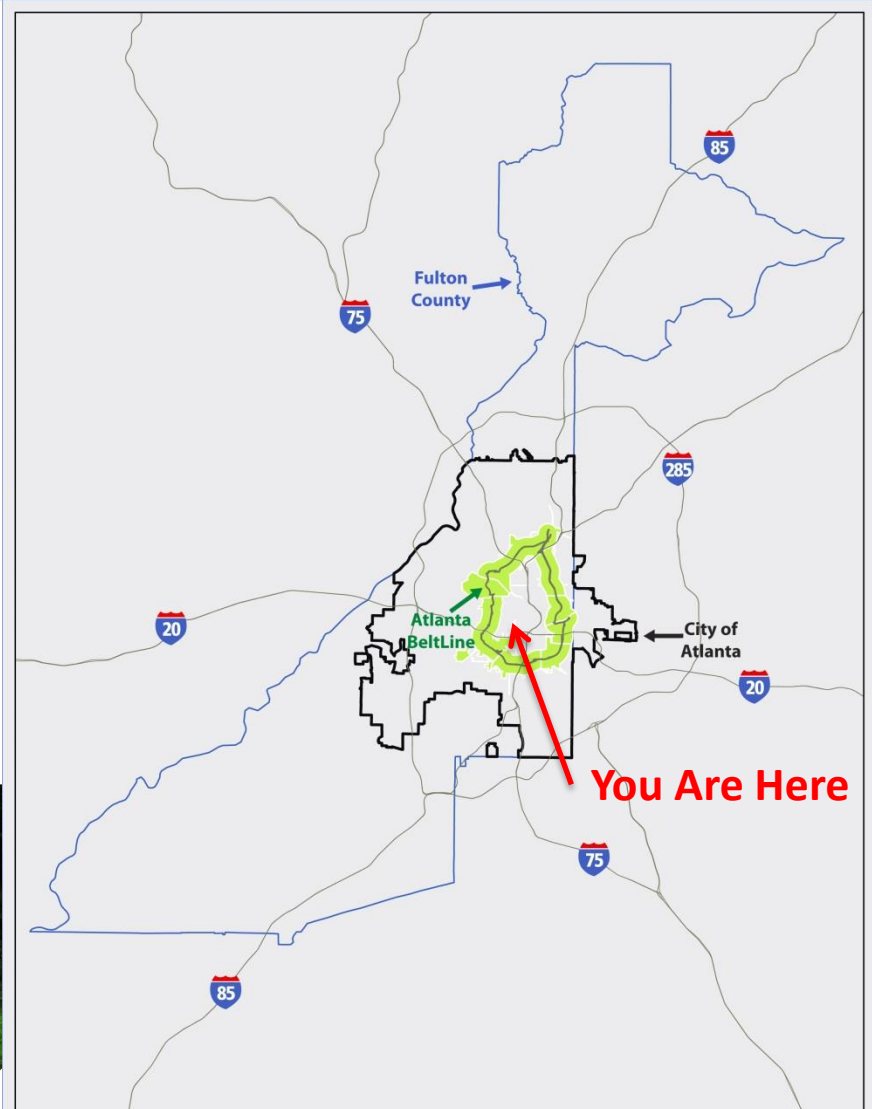 85
Fulton
County
75
285
Atlanta
BeltLine
20
City of
Atlanta
20
You Are Here
75
85